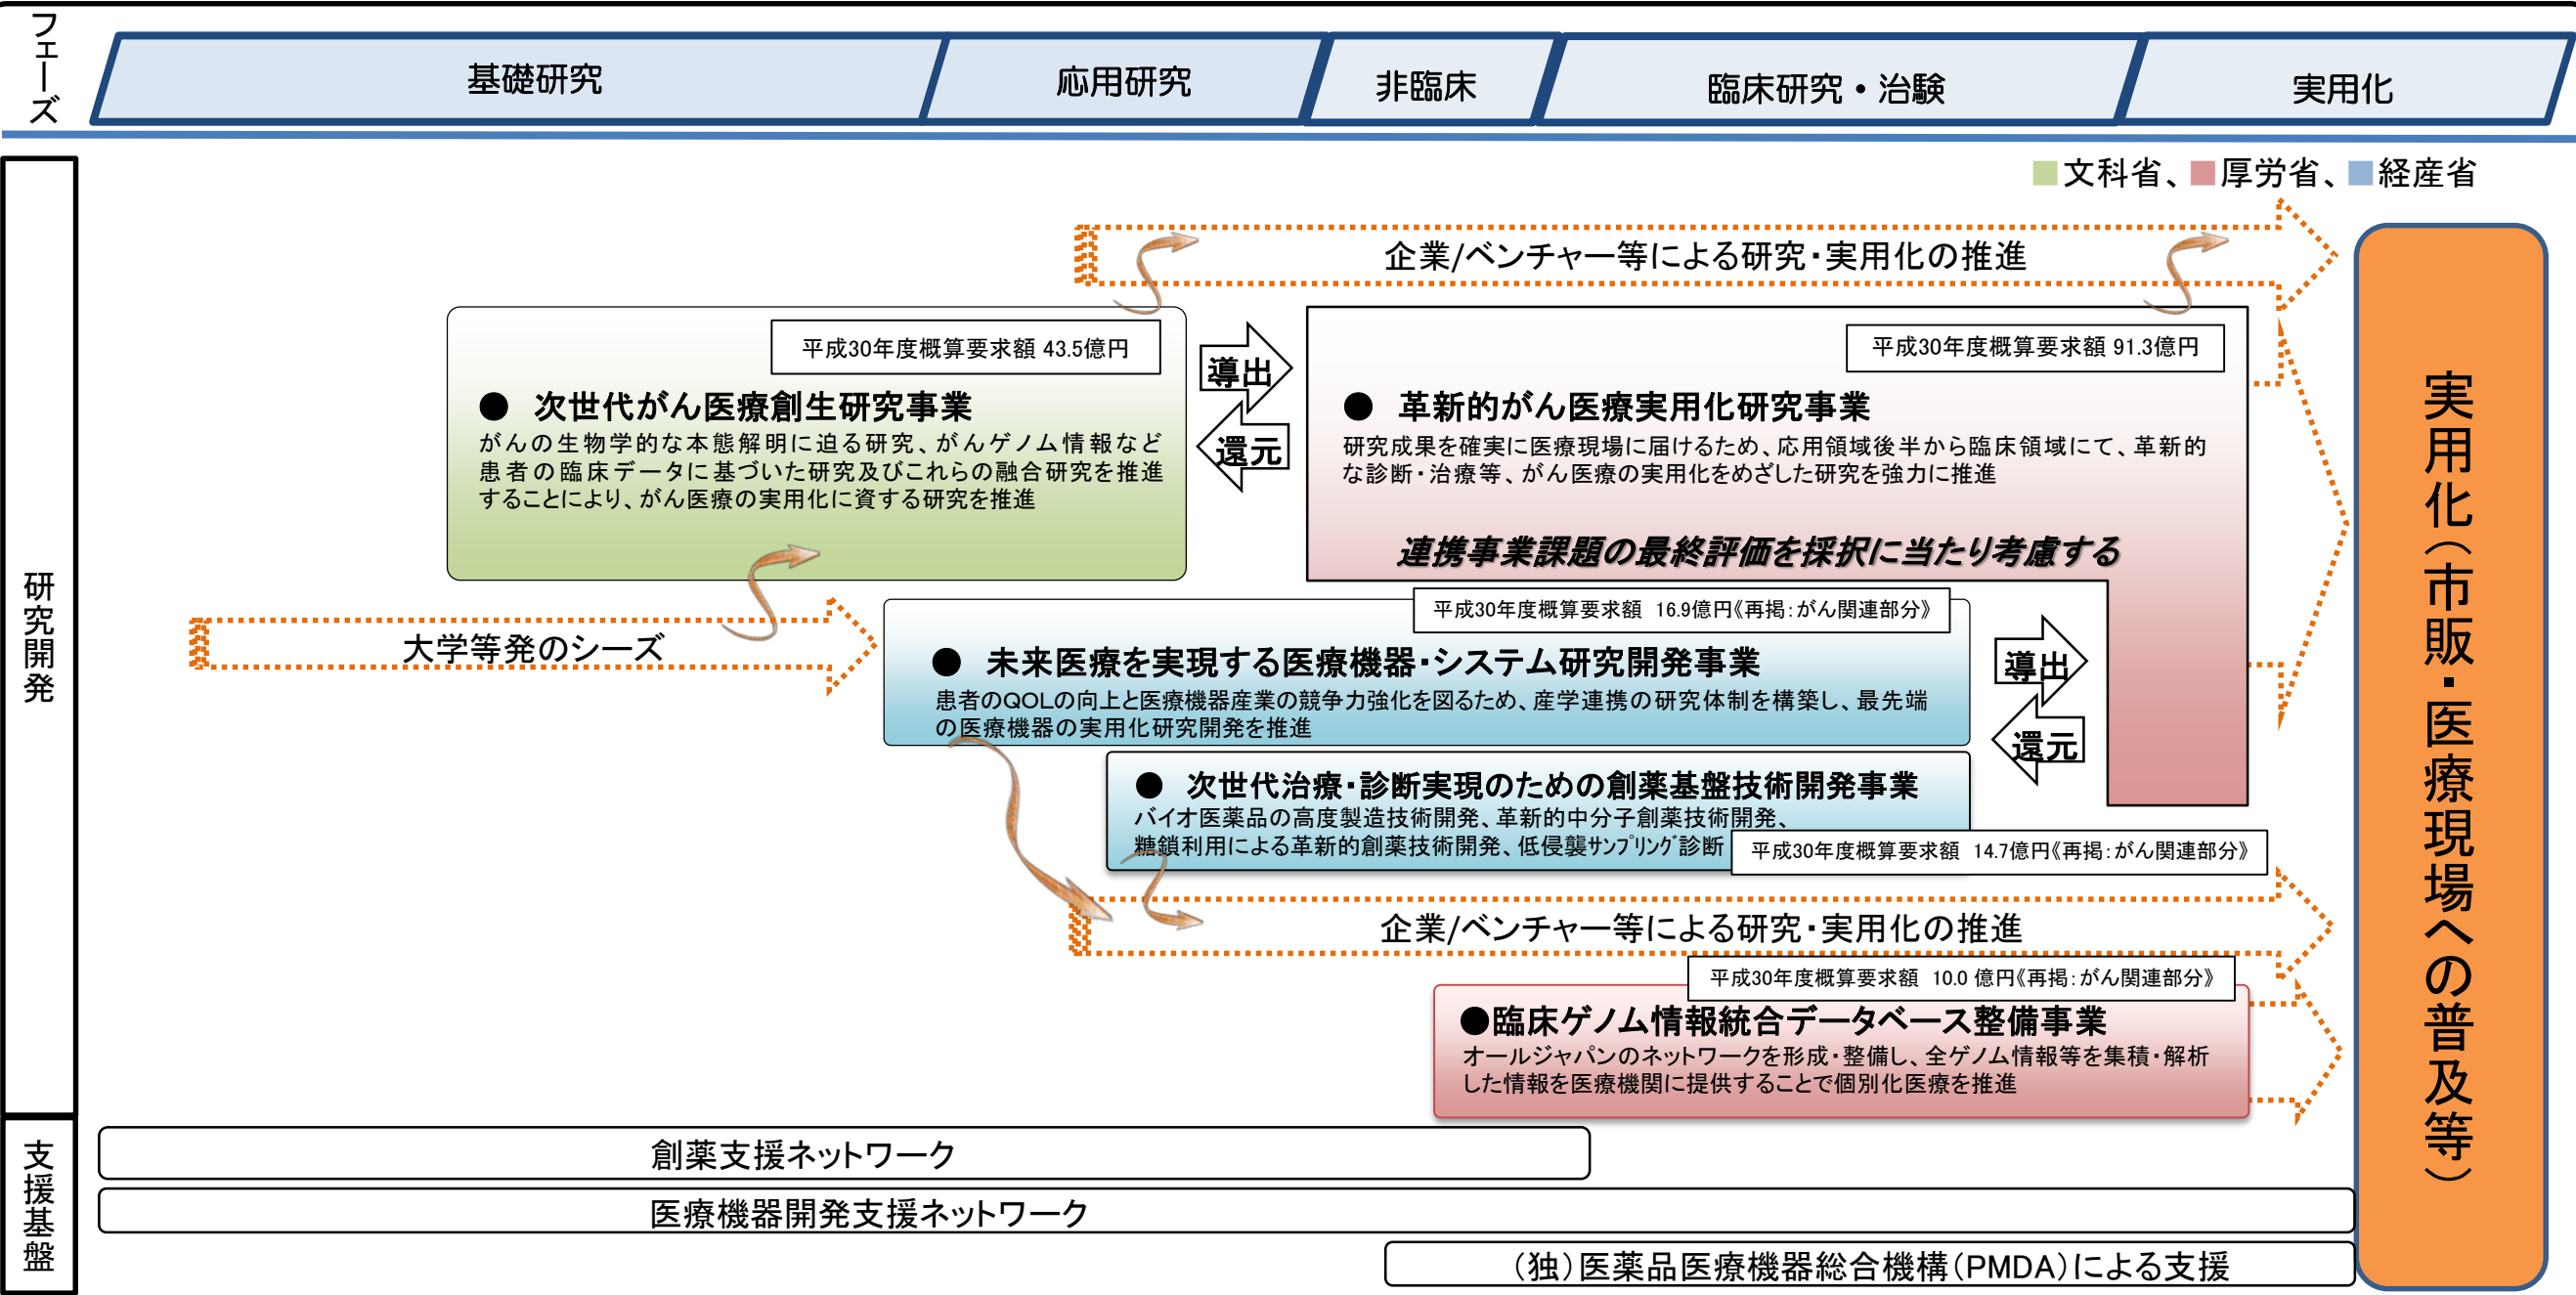 フェーズ
基礎研究
応用研究
非臨床
臨床研究・治験
実用化
■文科省、■厚労省、■経産省
研究開発
企業/ベンチャー等による研究・実用化の推進
平成30年度概算要求額 43.5億円
● 次世代がん医療創生研究事業
がんの生物学的な本態解明に迫る研究、がんゲノム情報など
患者の臨床データに基づいた研究及びこれらの融合研究を推進
することにより、がん医療の実用化に資する研究を推進
導出
還元
平成30年度概算要求額 91.3億円
● 革新的がん医療実用化研究事業
研究成果を確実に医療現場に届けるため、応用領域後半から臨床領域にて、革新的
な診断・治療等、がん医療の実用化をめざした研究を強力に推進
連携事業課題の最終評価を採択に当たり考慮する
大学等発のシーズ
平成30年度概算要求額 16.9億円《再掲：がん関連部分》
● 未来医療を実現する医療機器・システム研究開発事業
患者のQOLの向上と医療機器産業の競争力強化を図るため、産学連携の研究体制を構築し、最先端
の医療機器の実用化研究開発を推進
導出
還元
● 次世代治療・診断実現のための創薬基盤技術開発事業
バイオ医薬品の高度製造技術開発、革新的中分子創薬技術開発、
糖鎖利用による革新的創薬技術開発、低侵襲ｻﾝﾌﾟﾘﾝｸﾞ診断
平成30年度概算要求額 14.7億円《再掲：がん関連部分》
企業/ベンチャー等による研究・実用化の推進
平成30年度概算要求額 10.0 億円《再掲：がん関連部分》
●臨床ゲノム情報統合データベース整備事業
オールジャパンのネットワークを形成・整備し、全ゲノム情報等を集積・解析
した情報を医療機関に提供することで個別化医療を推進
実用化（市販・医療現場への普及等）
支援基盤
創薬支援ネットワーク
医療機器開発支援ネットワーク
（独）医薬品医療機器総合機構（PMDA）による支援